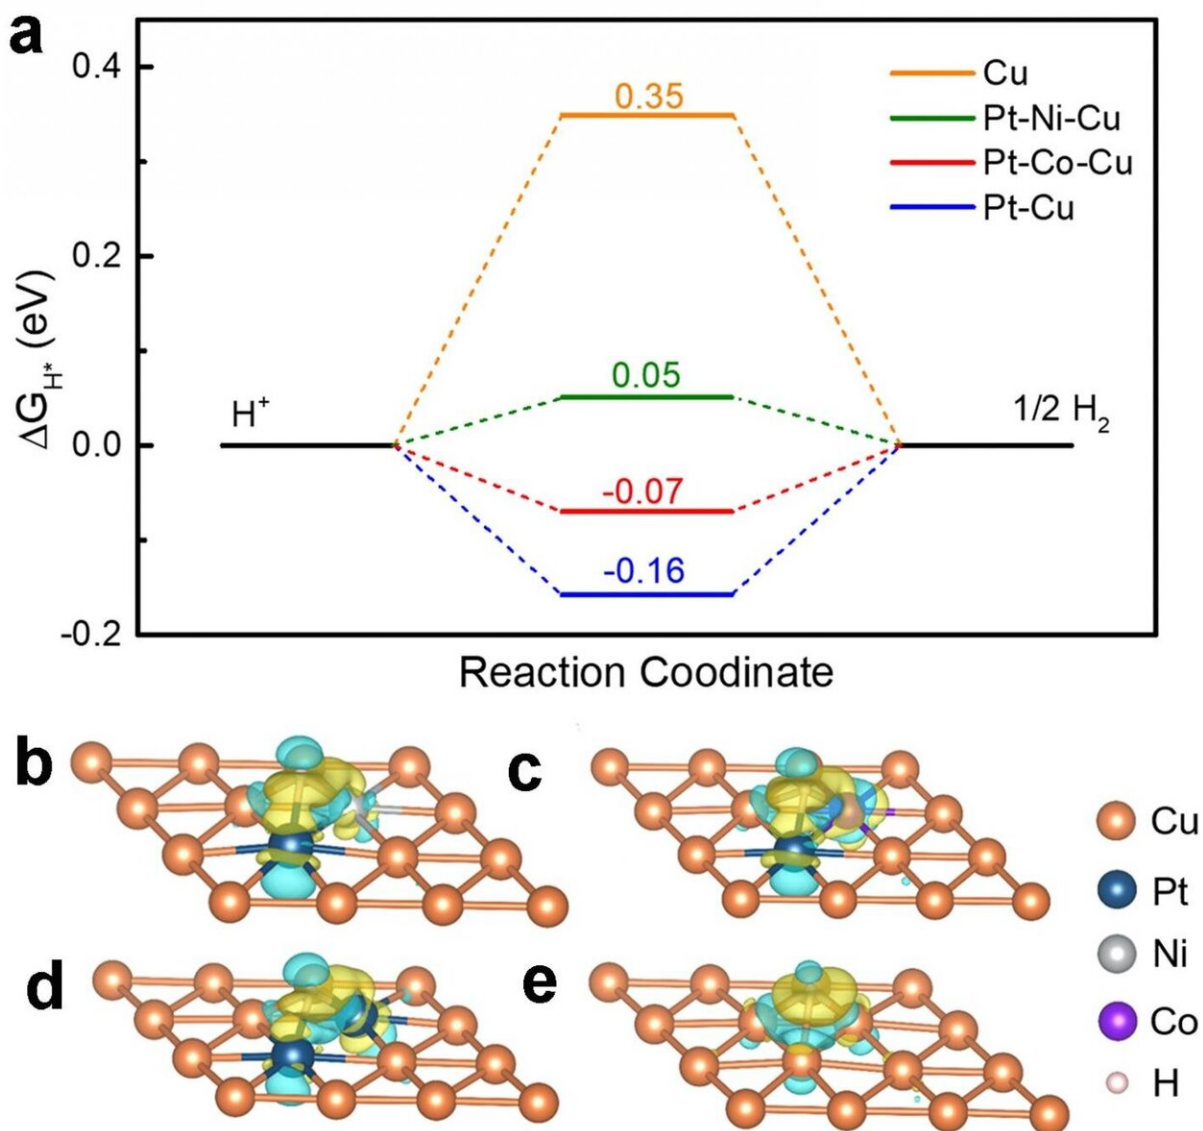 a
0.4
0.2
0.0
-0.2
ΔG_H* (eV)
Cu
Pt-Ni-Cu
Pt-Co-Cu
Pt-Cu
0.35
0.05
-0.07
-0.16
H⁺
1/2 H₂
Reaction Coodinate
b
c
d
e
Cu
Pt
Ni
Co
H